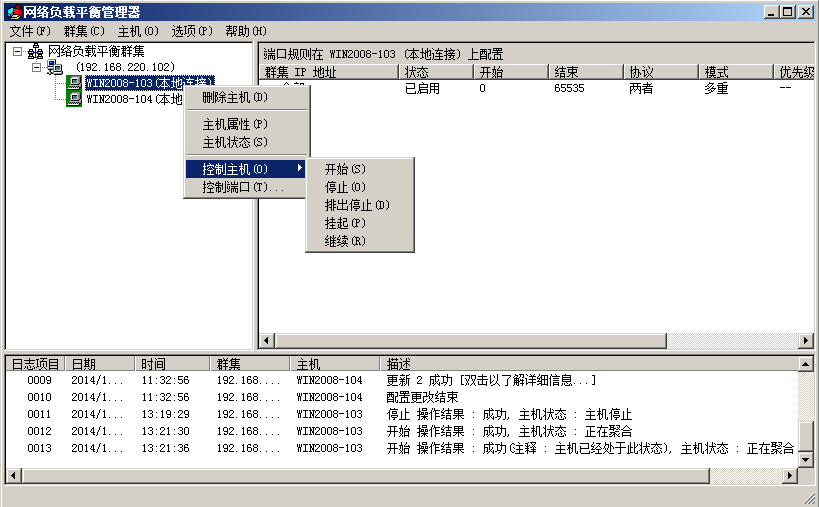 网络负载平衡管理器
文件(F) 群集(C) 主机(O) 选项(P) 帮助(H)
网络负载平衡群集
(192.168.220.102)
WIN2008-103(本地连接)
WIN2008-104(本地
删除主机(D)
主机属性(P)
主机状态(S)
控制主机(O)
控制端口(T)...
开始(S)
停止(O)
排出停止(D)
挂起(P)
继续(R)
端口规则在 WIN2008-103 (本地连接) 上配置
群集 IP 地址 状态 开始 结束 协议 模式 优先级
已启用 0 65535 两者 多重 --
日志项目 日期 时间 群集 主机 描述
0009 2014/1... 11:32:56 192.168.... WIN2008-104 更新 2 成功 [双击以了解详细信息...]
0010 2014/1... 11:32:56 192.168.... WIN2008-104 配置更改结束
0011 2014/1... 13:19:29 192.168.... WIN2008-103 停止 操作结果 : 成功, 主机状态 : 主机停止
0012 2014/1... 13:21:30 192.168.... WIN2008-103 开始 操作结果 : 成功, 主机状态 : 正在聚合
0013 2014/1... 13:21:36 192.168.... WIN2008-103 开始 操作结果 : 成功(注释 : 主机已经处于此状态), 主机状态 : 正在聚合